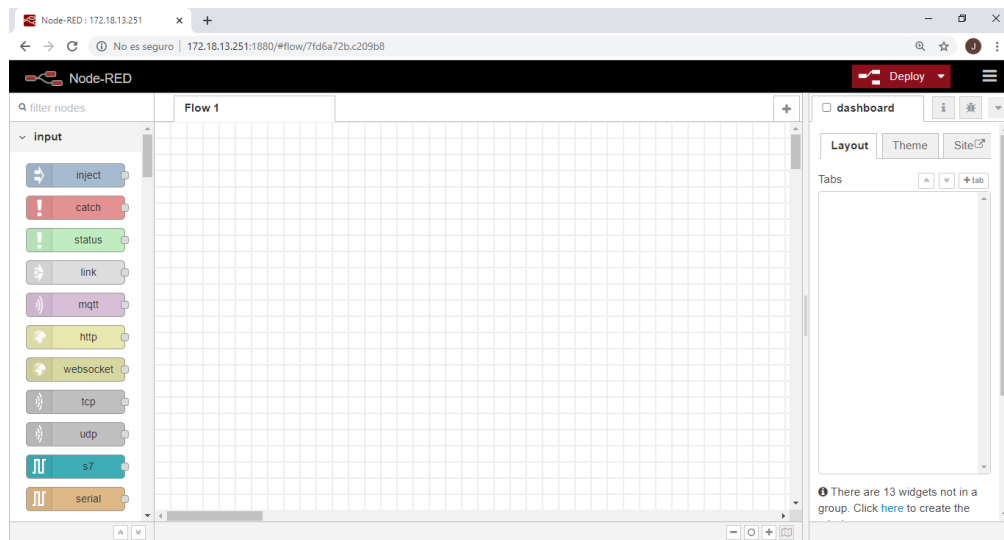 Node-RED : 172.18.13.251
No es seguro | 172.18.13.251:1880/#flow/7fd6a72b.c209b8
J
Node-RED
Deploy
filter nodes
Flow 1
dashboard
i
input
Layout
Theme
Site
inject
Tabs
+tab
catch
status
link
mqtt
http
websocket
tcp
udp
s7
serial
There are 13 widgets not in a
group. Click here to create the